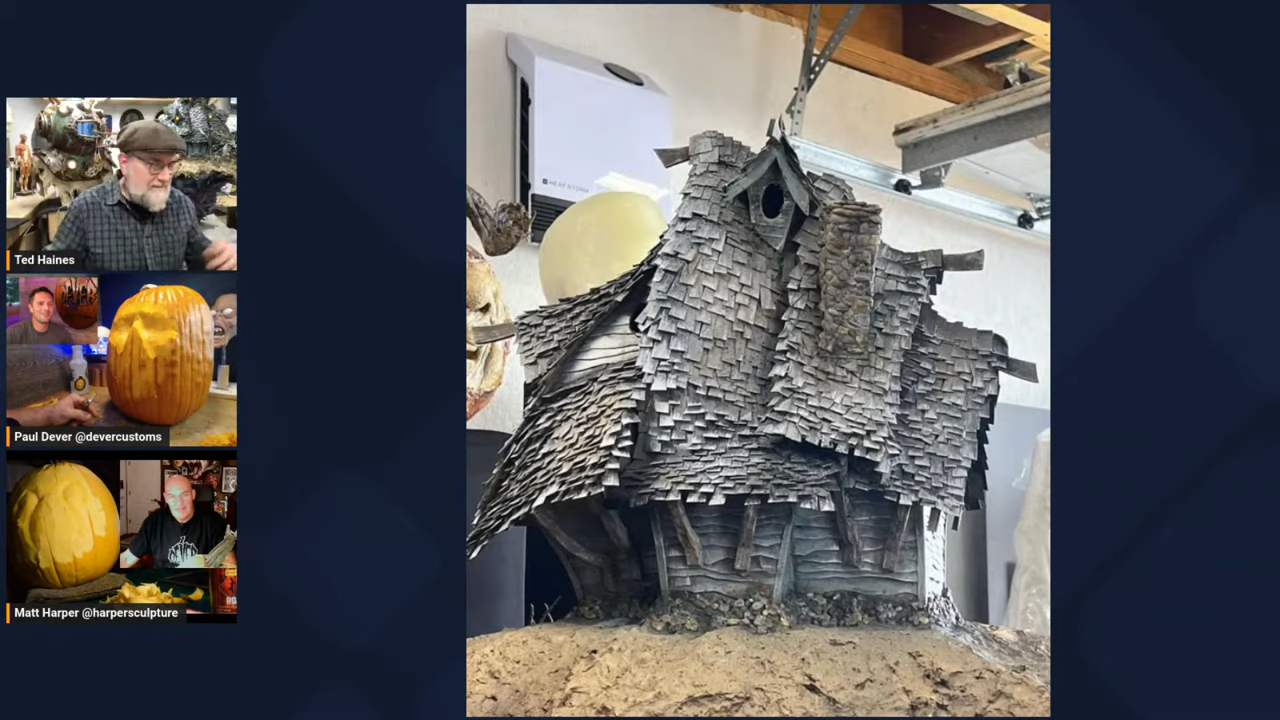 Ted Haines
Paul Dever @devercustoms
Matt Harper @harpersculpture
HEAT STORM